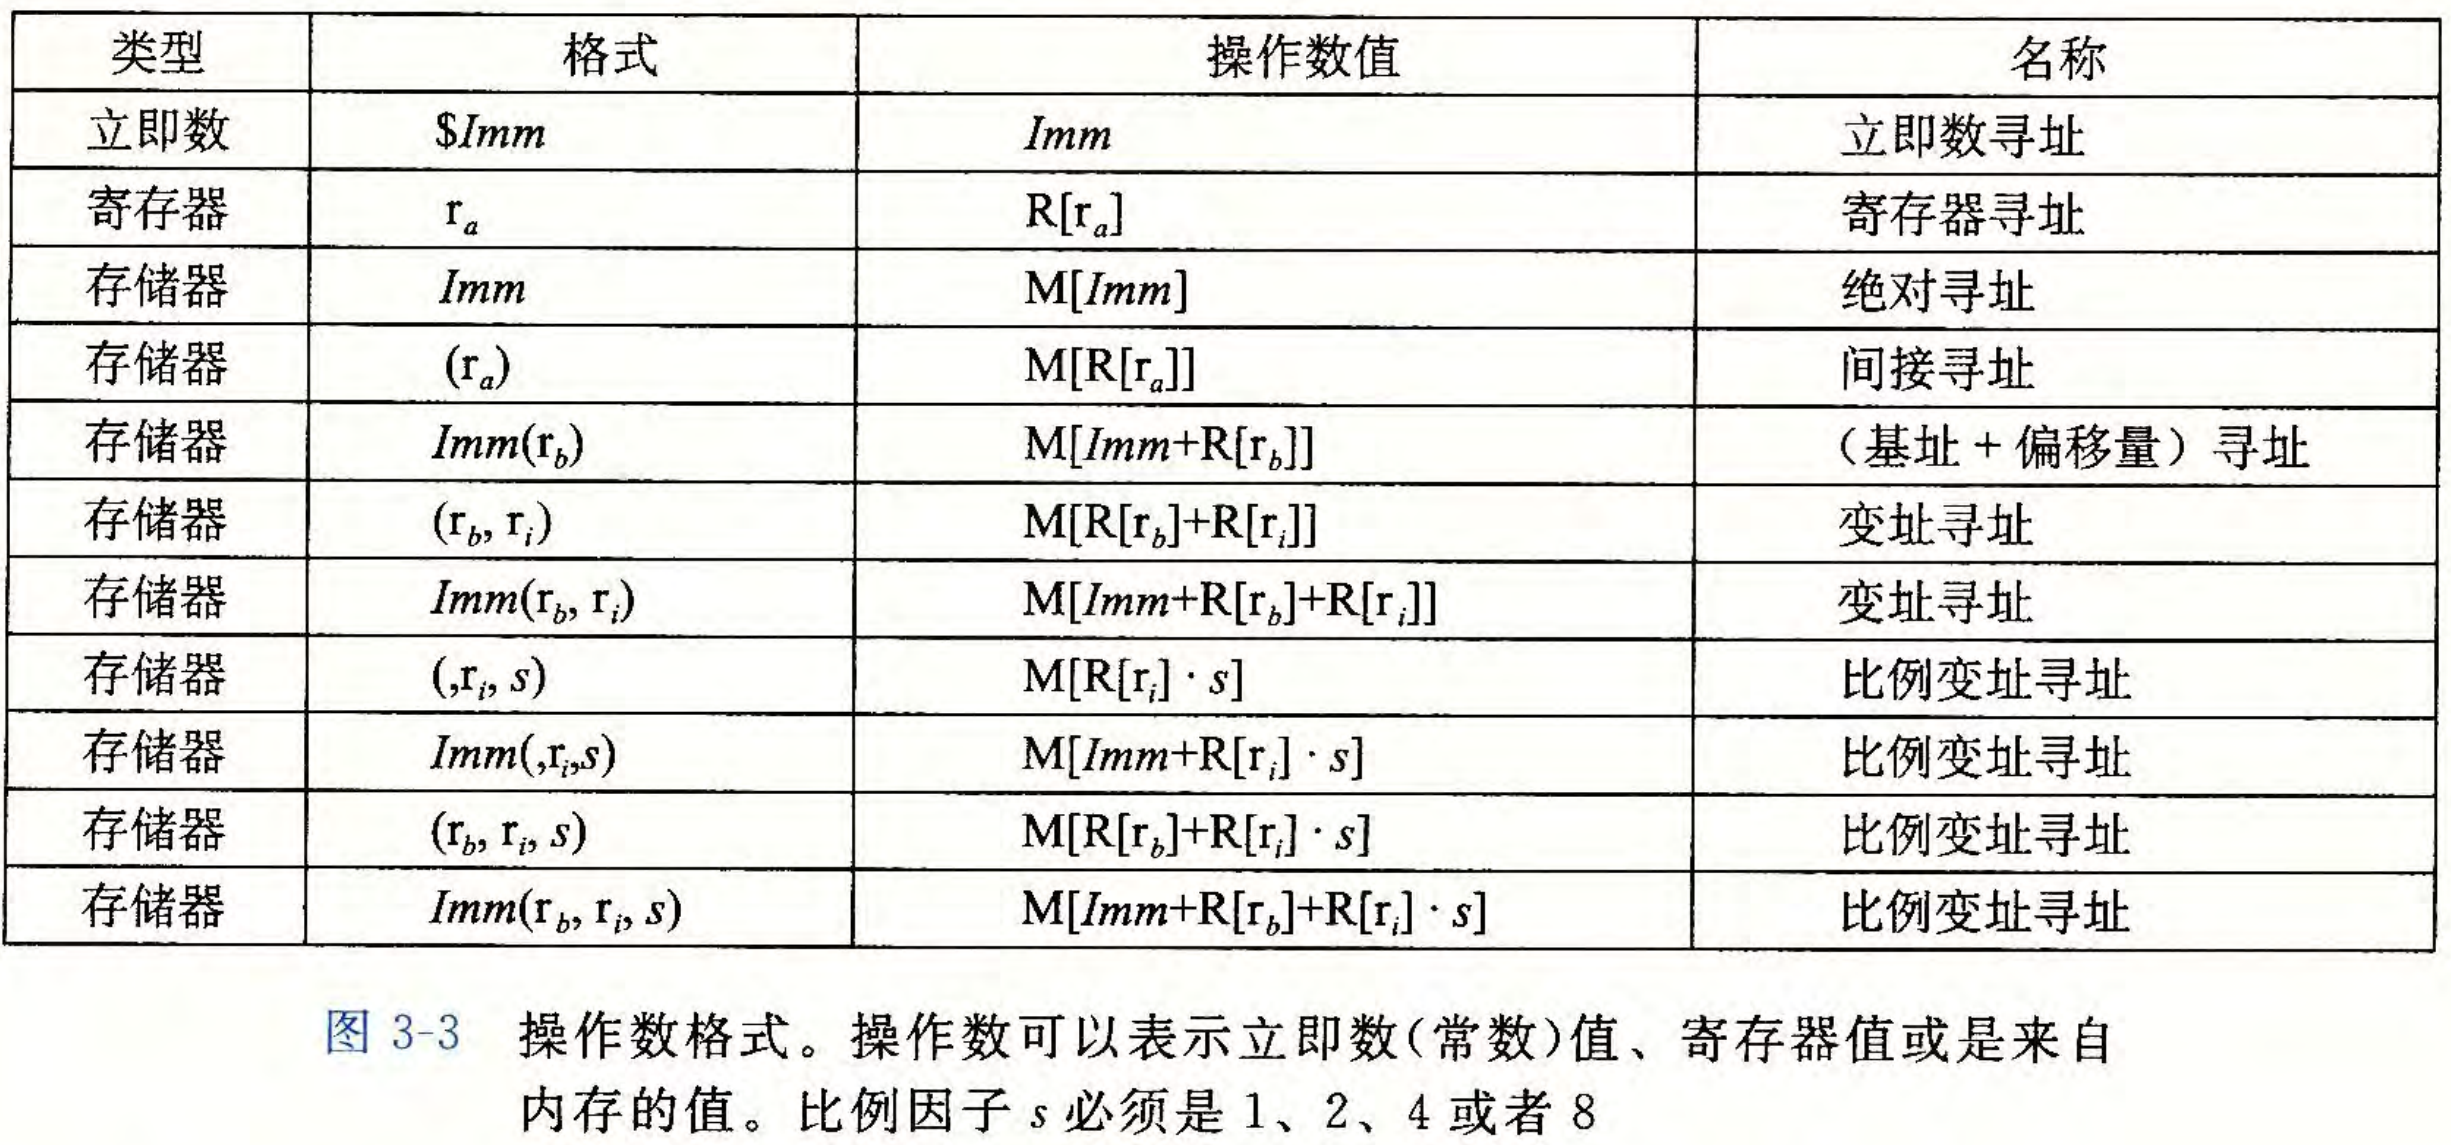 类型 格式 操作数值 名称
立即数 $Imm Imm 立即数寻址
寄存器 rₐ R[rₐ] 寄存器寻址
存储器 Imm M[Imm] 绝对寻址
存储器 (rₐ) M[R[rₐ]] 间接寻址
存储器 Imm(r_b) M[Imm+R[r_b]] （基址+偏移量）寻址
存储器 (r_b, r_i) M[R[r_b]+R[r_i]] 变址寻址
存储器 Imm(r_b, r_i) M[Imm+R[r_b]+R[r_i]] 变址寻址
存储器 (,r_i, s) M[R[r_i]·s] 比例变址寻址
存储器 Imm(,r_i,s) M[Imm+R[r_i]·s] 比例变址寻址
存储器 (r_b, r_i, s) M[R[r_b]+R[r_i]·s] 比例变址寻址
存储器 Imm(r_b, r_i, s) M[Imm+R[r_b]+R[r_i]·s] 比例变址寻址
图 3-3 操作数格式。操作数可以表示立即数(常数)值、寄存器值或是来自
内存的值。比例因子 s 必须是 1、2、4 或者 8